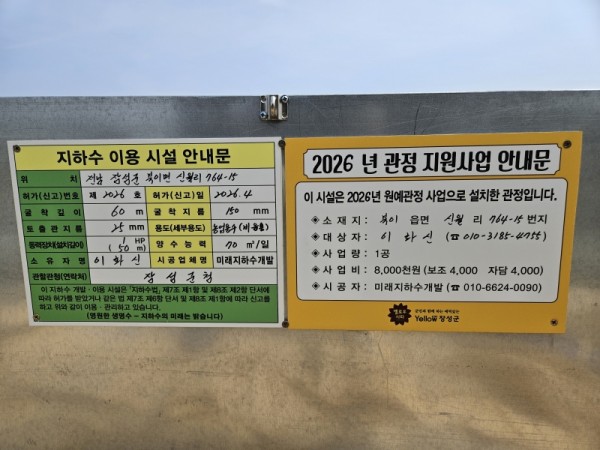 지하수 이용 시설 안내문
위 치 전남 장성군 북이면 신월리 764-15
허가(신고)번호 제 2026 호 허가(신고)일 2026.4
굴착깊이 60 m 굴착지름 150 mm
토출관지름 25 mm 용도(세부용도) 농업용수(비음용)
동력장치(설치깊이) 1 HP (50 m) 양수능력 70 ㎥/일
소유자명 이화신 시공업체명 미래지하수개발
관할관청(연락처) 장성군청
이 지하수 개발·이용 시설은 「지하수법」 제7조 제1항 및 제8조 제2항 단서에
따라 허가를 받았거나 같은 법 제7조 제6항 단서 및 제8조 제1항에 따라 신고를
하고 위와 같이 이용·관리하고 있습니다.
(영원한 생명수 - 지하수의 미래는 밝습니다)
2026 년 관정 지원사업 안내문
이 시설은 2026년 원예관정 사업으로 설치한 관정입니다.
◈ 소 재 지 : 북이 읍면 신월 리 764-15 번지
◈ 대 상 자 : 이화신 (☎ 010-3185-4755)
◈ 사 업 량 : 1공
◈ 사 업 비 : 8,000천원 (보조 4,000 자담 4,000)
◈ 시 공 자 : 미래지하수개발 (☎ 010-6624-0090)
옐로우
시티
Yellow 장성군